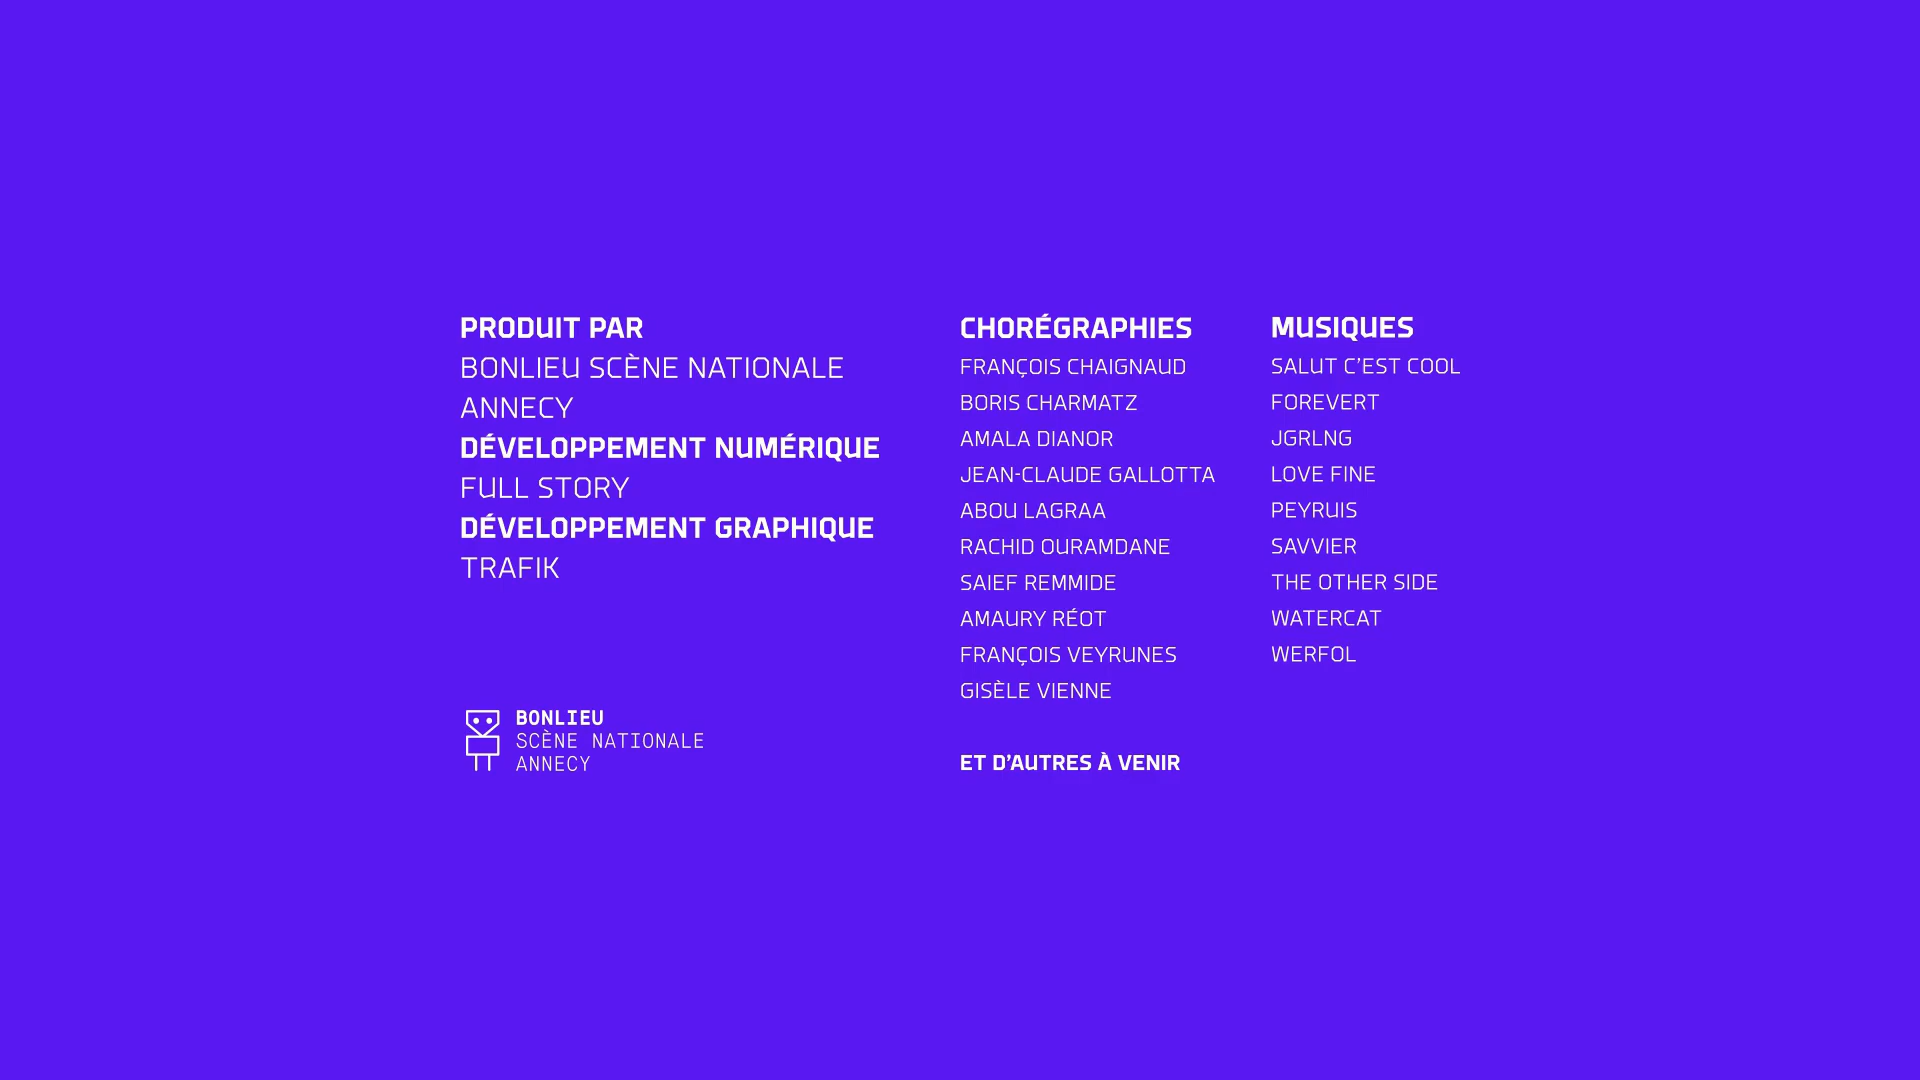 PRODUIT PAR
BONLIEU SCÈNE NATIONALE
ANNECY
DÉVELOPPEMENT NUMÉRIQUE
FULL STORY
DÉVELOPPEMENT GRAPHIQUE
TRAFIK
BONLIEU
SCÈNE NATIONALE
ANNECY
CHORÉGRAPHIES
FRANÇOIS CHAIGNAUD
BORIS CHARMATZ
AMALA DIANOR
JEAN-CLAUDE GALLOTTA
ABOU LAGRAA
RACHID OURAMDANE
SAIEF REMMIDE
AMAURY RÉOT
FRANÇOIS VEYRUNES
GISÈLE VIENNE
ET D’AUTRES À VENIR
MUSIQUES
SALUT C’EST COOL
FOREVERT
JGRLNG
LOVE FINE
PEYRUIS
SAVVIER
THE OTHER SIDE
WATERCAT
WERFOL